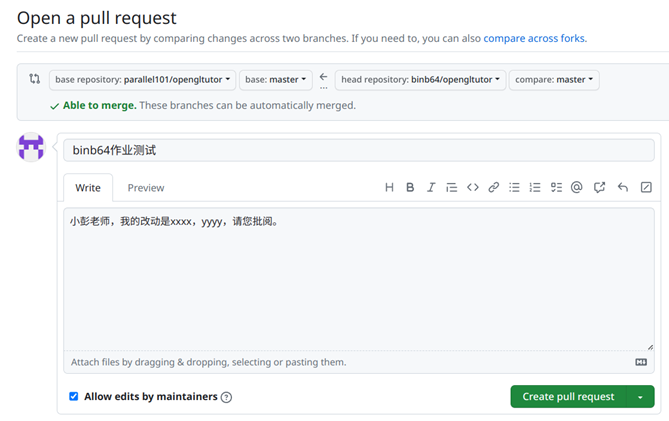 Open a pull request
Create a new pull request by comparing changes across two branches. If you need to, you can also compare across forks.
base repository: parallel101/opengltutor base: master ← head repository: binb64/opengltutor compare: master
...
✓ Able to merge. These branches can be automatically merged.
binb64作业测试
Write Preview
小彭老师，我的改动是xxxx，yyyy，请您批阅。
Attach files by dragging & dropping, selecting or pasting them.
Allow edits by maintainers
Create pull request